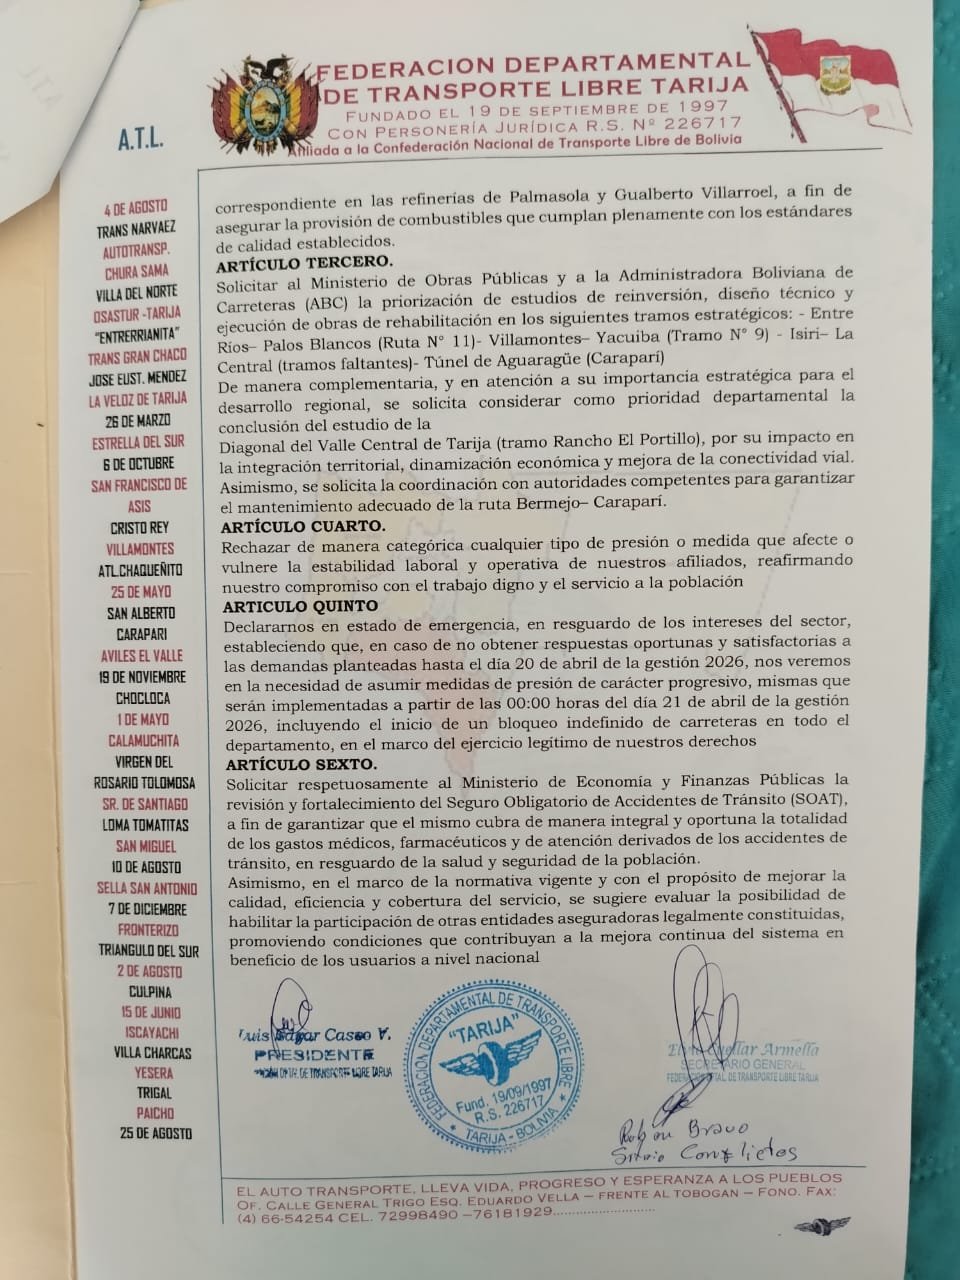 FEDERACION DEPARTAMENTAL
DE TRANSPORTE LIBRE TARIJA
FUNDADO EL 19 DE SEPTIEMBRE DE 1997
CON PERSONERÍA JURÍDICA R.S. Nº 226717
Afiliada a la Confederación Nacional de Transporte Libre de Bolivia
A.T.L.
4 DE AGOSTO
TRANS NARVAEZ
AUTOTRANSP.
CHURA SAMA
VILLA DEL NORTE
OSASTUR -TARIJA
"ENTRERRIANITA"
TRANS GRAN CHACO
JOSE EUST. MENDEZ
LA VELOZ DE TARIJA
26 DE MARZO
ESTRELLA DEL SUR
6 DE OCTUBRE
SAN FRANCISCO DE
ASIS
CRISTO REY
VILLAMONTES
ATL.CHAQUEÑITO
25 DE MAYO
SAN ALBERTO
CARAPARI
AVILES EL VALLE
19 DE NOVIEMBRE
CHOCLOCA
1 DE MAYO
CALAMUCHITA
VIRGEN DEL
ROSARIO TOLOMOSA
SR. DE SANTIAGO
LOMA TOMATITAS
SAN MIGUEL
10 DE AGOSTO
SELLA SAN ANTONIO
7 DE DICIEMBRE
FRONTERIZO
TRIANGULO DEL SUR
2 DE AGOSTO
CULPINA
15 DE JUNIO
ISCAYACHI
VILLA CHARCAS
YESERA
TRIGAL
PAICHO
25 DE AGOSTO
correspondiente en las refinerías de Palmasola y Gualberto Villarroel, a fin de
asegurar la provisión de combustibles que cumplan plenamente con los estándares
de calidad establecidos.
ARTÍCULO TERCERO.
Solicitar al Ministerio de Obras Públicas y a la Administradora Boliviana de
Carreteras (ABC) la priorización de estudios de reinversión, diseño técnico y
ejecución de obras de rehabilitación en los siguientes tramos estratégicos: - Entre
Ríos– Palos Blancos (Ruta N° 11)- Villamontes– Yacuiba (Tramo N° 9) - Isiri– La
Central (tramos faltantes)- Túnel de Aguaragüe (Caraparí)
De manera complementaria, y en atención a su importancia estratégica para el
desarrollo regional, se solicita considerar como prioridad departamental la
conclusión del estudio de la
Diagonal del Valle Central de Tarija (tramo Rancho El Portillo), por su impacto en
la integración territorial, dinamización económica y mejora de la conectividad vial.
Asimismo, se solicita la coordinación con autoridades competentes para garantizar
el mantenimiento adecuado de la ruta Bermejo– Caraparí.
ARTÍCULO CUARTO.
Rechazar de manera categórica cualquier tipo de presión o medida que afecte o
vulnere la estabilidad laboral y operativa de nuestros afiliados, reafirmando
nuestro compromiso con el trabajo digno y el servicio a la población
ARTICULO QUINTO
Declararnos en estado de emergencia, en resguardo de los intereses del sector,
estableciendo que, en caso de no obtener respuestas oportunas y satisfactorias a
las demandas planteadas hasta el día 20 de abril de la gestión 2026, nos veremos
en la necesidad de asumir medidas de presión de carácter progresivo, mismas que
serán implementadas a partir de las 00:00 horas del día 21 de abril de la gestión
2026, incluyendo el inicio de un bloqueo indefinido de carreteras en todo el
departamento, en el marco del ejercicio legítimo de nuestros derechos
ARTÍCULO SEXTO.
Solicitar respetuosamente al Ministerio de Economía y Finanzas Públicas la
revisión y fortalecimiento del Seguro Obligatorio de Accidentes de Tránsito (SOAT),
a fin de garantizar que el mismo cubra de manera integral y oportuna la totalidad
de los gastos médicos, farmacéuticos y de atención derivados de los accidentes de
tránsito, en resguardo de la salud y seguridad de la población.
Asimismo, en el marco de la normativa vigente y con el propósito de mejorar la
calidad, eficiencia y cobertura del servicio, se sugiere evaluar la posibilidad de
habilitar la participación de otras entidades aseguradoras legalmente constituidas,
promoviendo condiciones que contribuyan a la mejora continua del sistema en
beneficio de los usuarios a nivel nacional
Luis Edgar Casso V.
PRESIDENTE
DE TRANSPORTE LIBRE TARIJA
FEDERACION DEPARTAMENTAL DE TRANSPORTE LIBRE
"TARIJA"
Fund. 19/09/1997
R.S. 226717
TARIJA - BOLIVIA
Armella
SECRETARIO GENERAL
DE TRANSPORTE LIBRE TARIJA
Bravo
Conflictos
EL AUTO TRANSPORTE, LLEVA VIDA, PROGRESO Y ESPERANZA A LOS PUEBLOS
OF. CALLE GENERAL TRIGO ESQ. EDUARDO VELLA – FRENTE AL TOBOGAN – FONO. FAX:
(4) 66-54254 CEL. 72998490 –76181929..........................